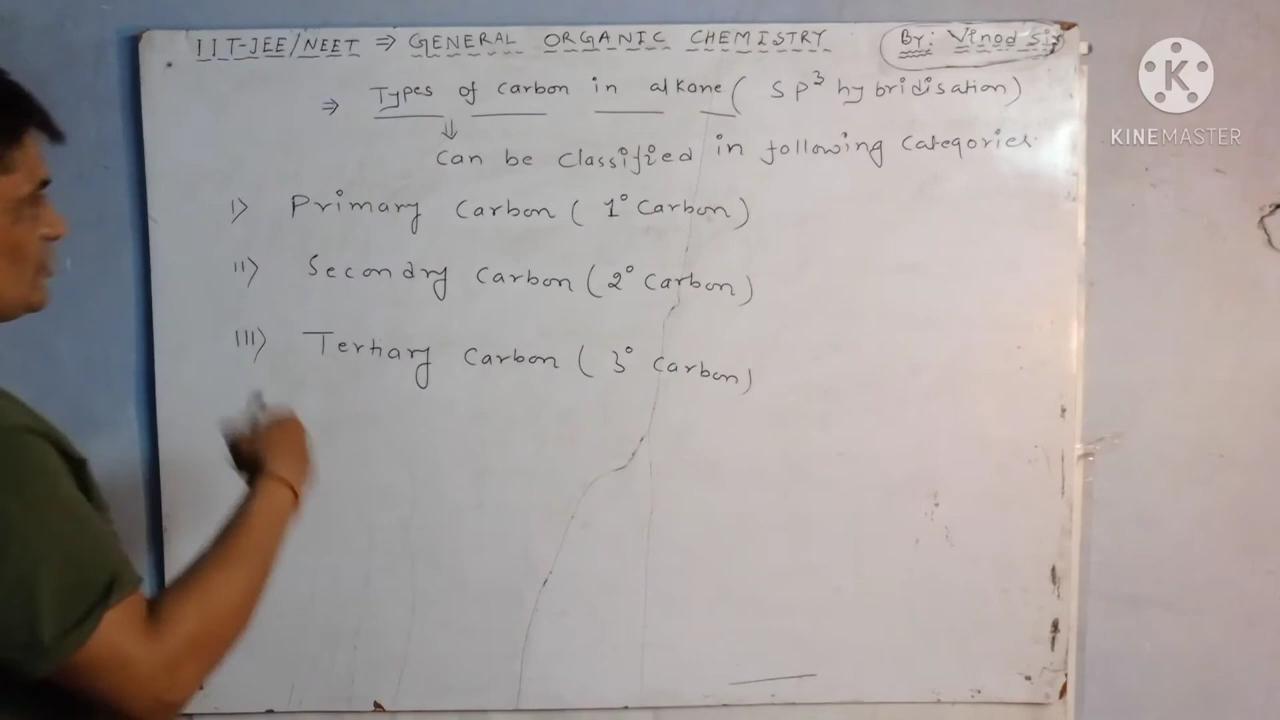 IIT-JEE/NEET ⇒ GENERAL ORGANIC CHEMISTRY By: Vinod Sir
⇒ Types of carbon in alkane ( SP³ hybridisation)
⇓
can be classified in following categories.
I) Primary Carbon ( 1° Carbon)
II) Secondry Carbon (2° Carbon)
III) Tertiary Carbon ( 3° Carbon)
K
KINEMASTER